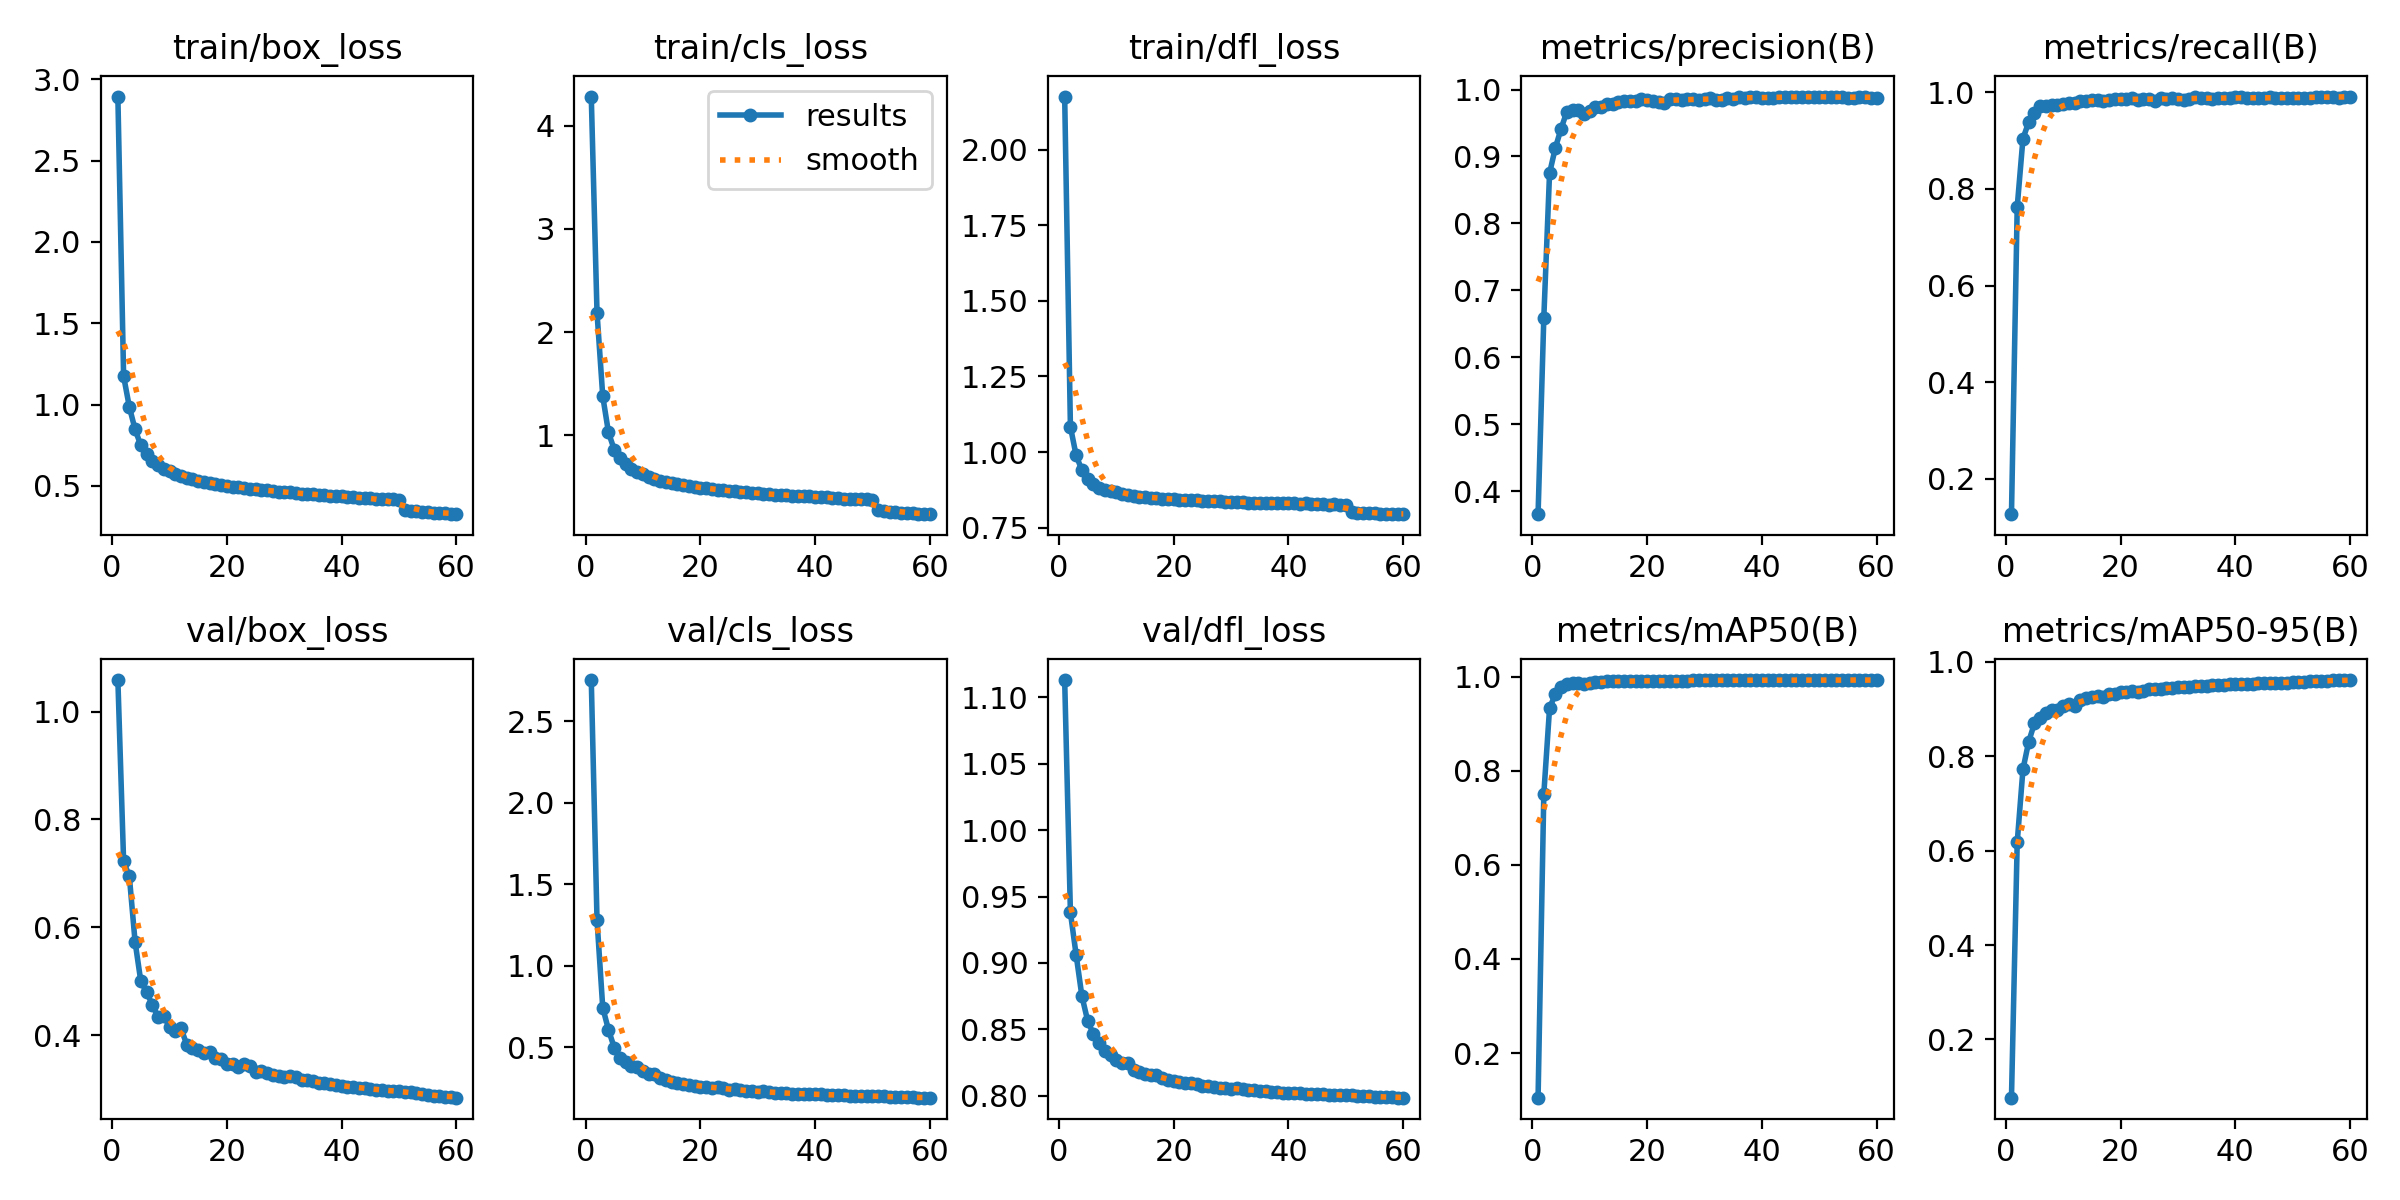 train/box_loss
3.0
2.5
2.0
1.5
1.0
0.5
0 20 40 60
train/cls_loss
results
smooth
4
3
2
1
0 20 40 60
train/dfl_loss
2.00
1.75
1.50
1.25
1.00
0.75
0 20 40 60
metrics/precision(B)
1.0
0.9
0.8
0.7
0.6
0.5
0.4
0 20 40 60
metrics/recall(B)
1.0
0.8
0.6
0.4
0.2
0 20 40 60
val/box_loss
1.0
0.8
0.6
0.4
0 20 40 60
val/cls_loss
2.5
2.0
1.5
1.0
0.5
0 20 40 60
val/dfl_loss
1.10
1.05
1.00
0.95
0.90
0.85
0.80
0 20 40 60
metrics/mAP50(B)
1.0
0.8
0.6
0.4
0.2
0 20 40 60
metrics/mAP50-95(B)
1.0
0.8
0.6
0.4
0.2
0 20 40 60